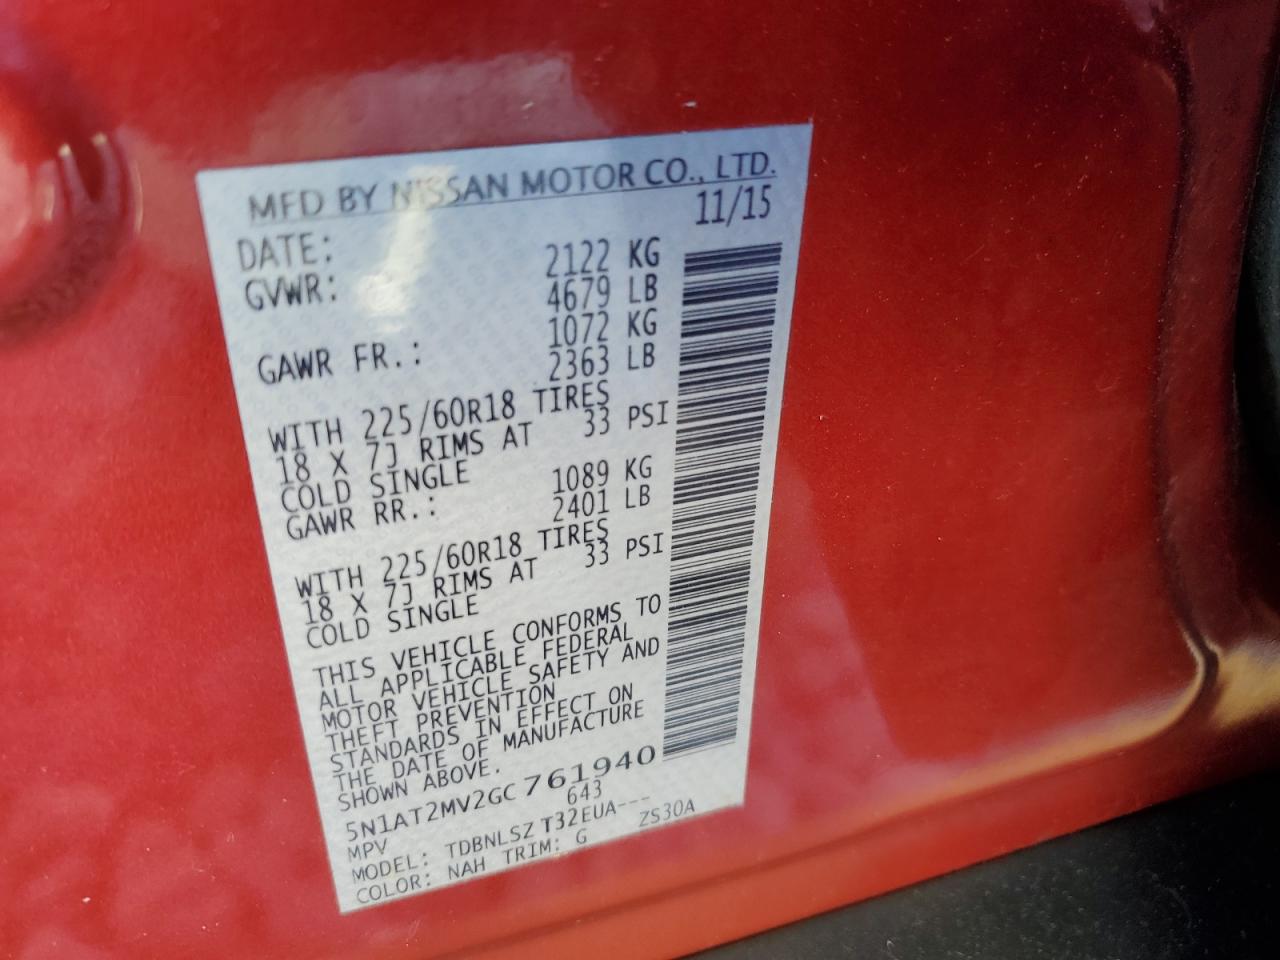 MFD BY NISSAN MOTOR CO., LTD.
DATE: 11/15
GVWR: 2122 KG
4679 LB
GAWR FR.: 1072 KG
2363 LB
WITH 225/60R18 TIRES
18 X 7J RIMS AT 33 PSI
COLD SINGLE
GAWR RR.: 1089 KG
2401 LB
WITH 225/60R18 TIRES
18 X 7J RIMS AT 33 PSI
COLD SINGLE
THIS VEHICLE CONFORMS TO
ALL APPLICABLE FEDERAL
MOTOR VEHICLE SAFETY AND
THEFT PREVENTION
STANDARDS IN EFFECT ON
THE DATE OF MANUFACTURE
SHOWN ABOVE.
5N1AT2MV2GC761940
MPV 643
MODEL: TDBNLSZ T32EUA---
COLOR: NAH TRIM: G ZS30A